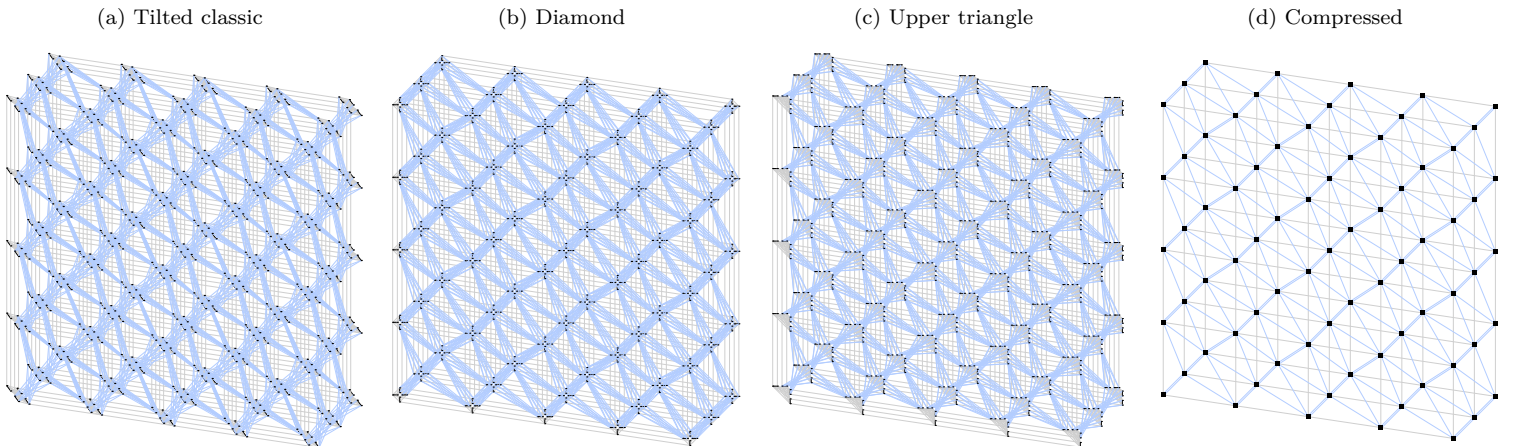 (a) Tilted classic
(b) Diamond
(c) Upper triangle
(d) Compressed